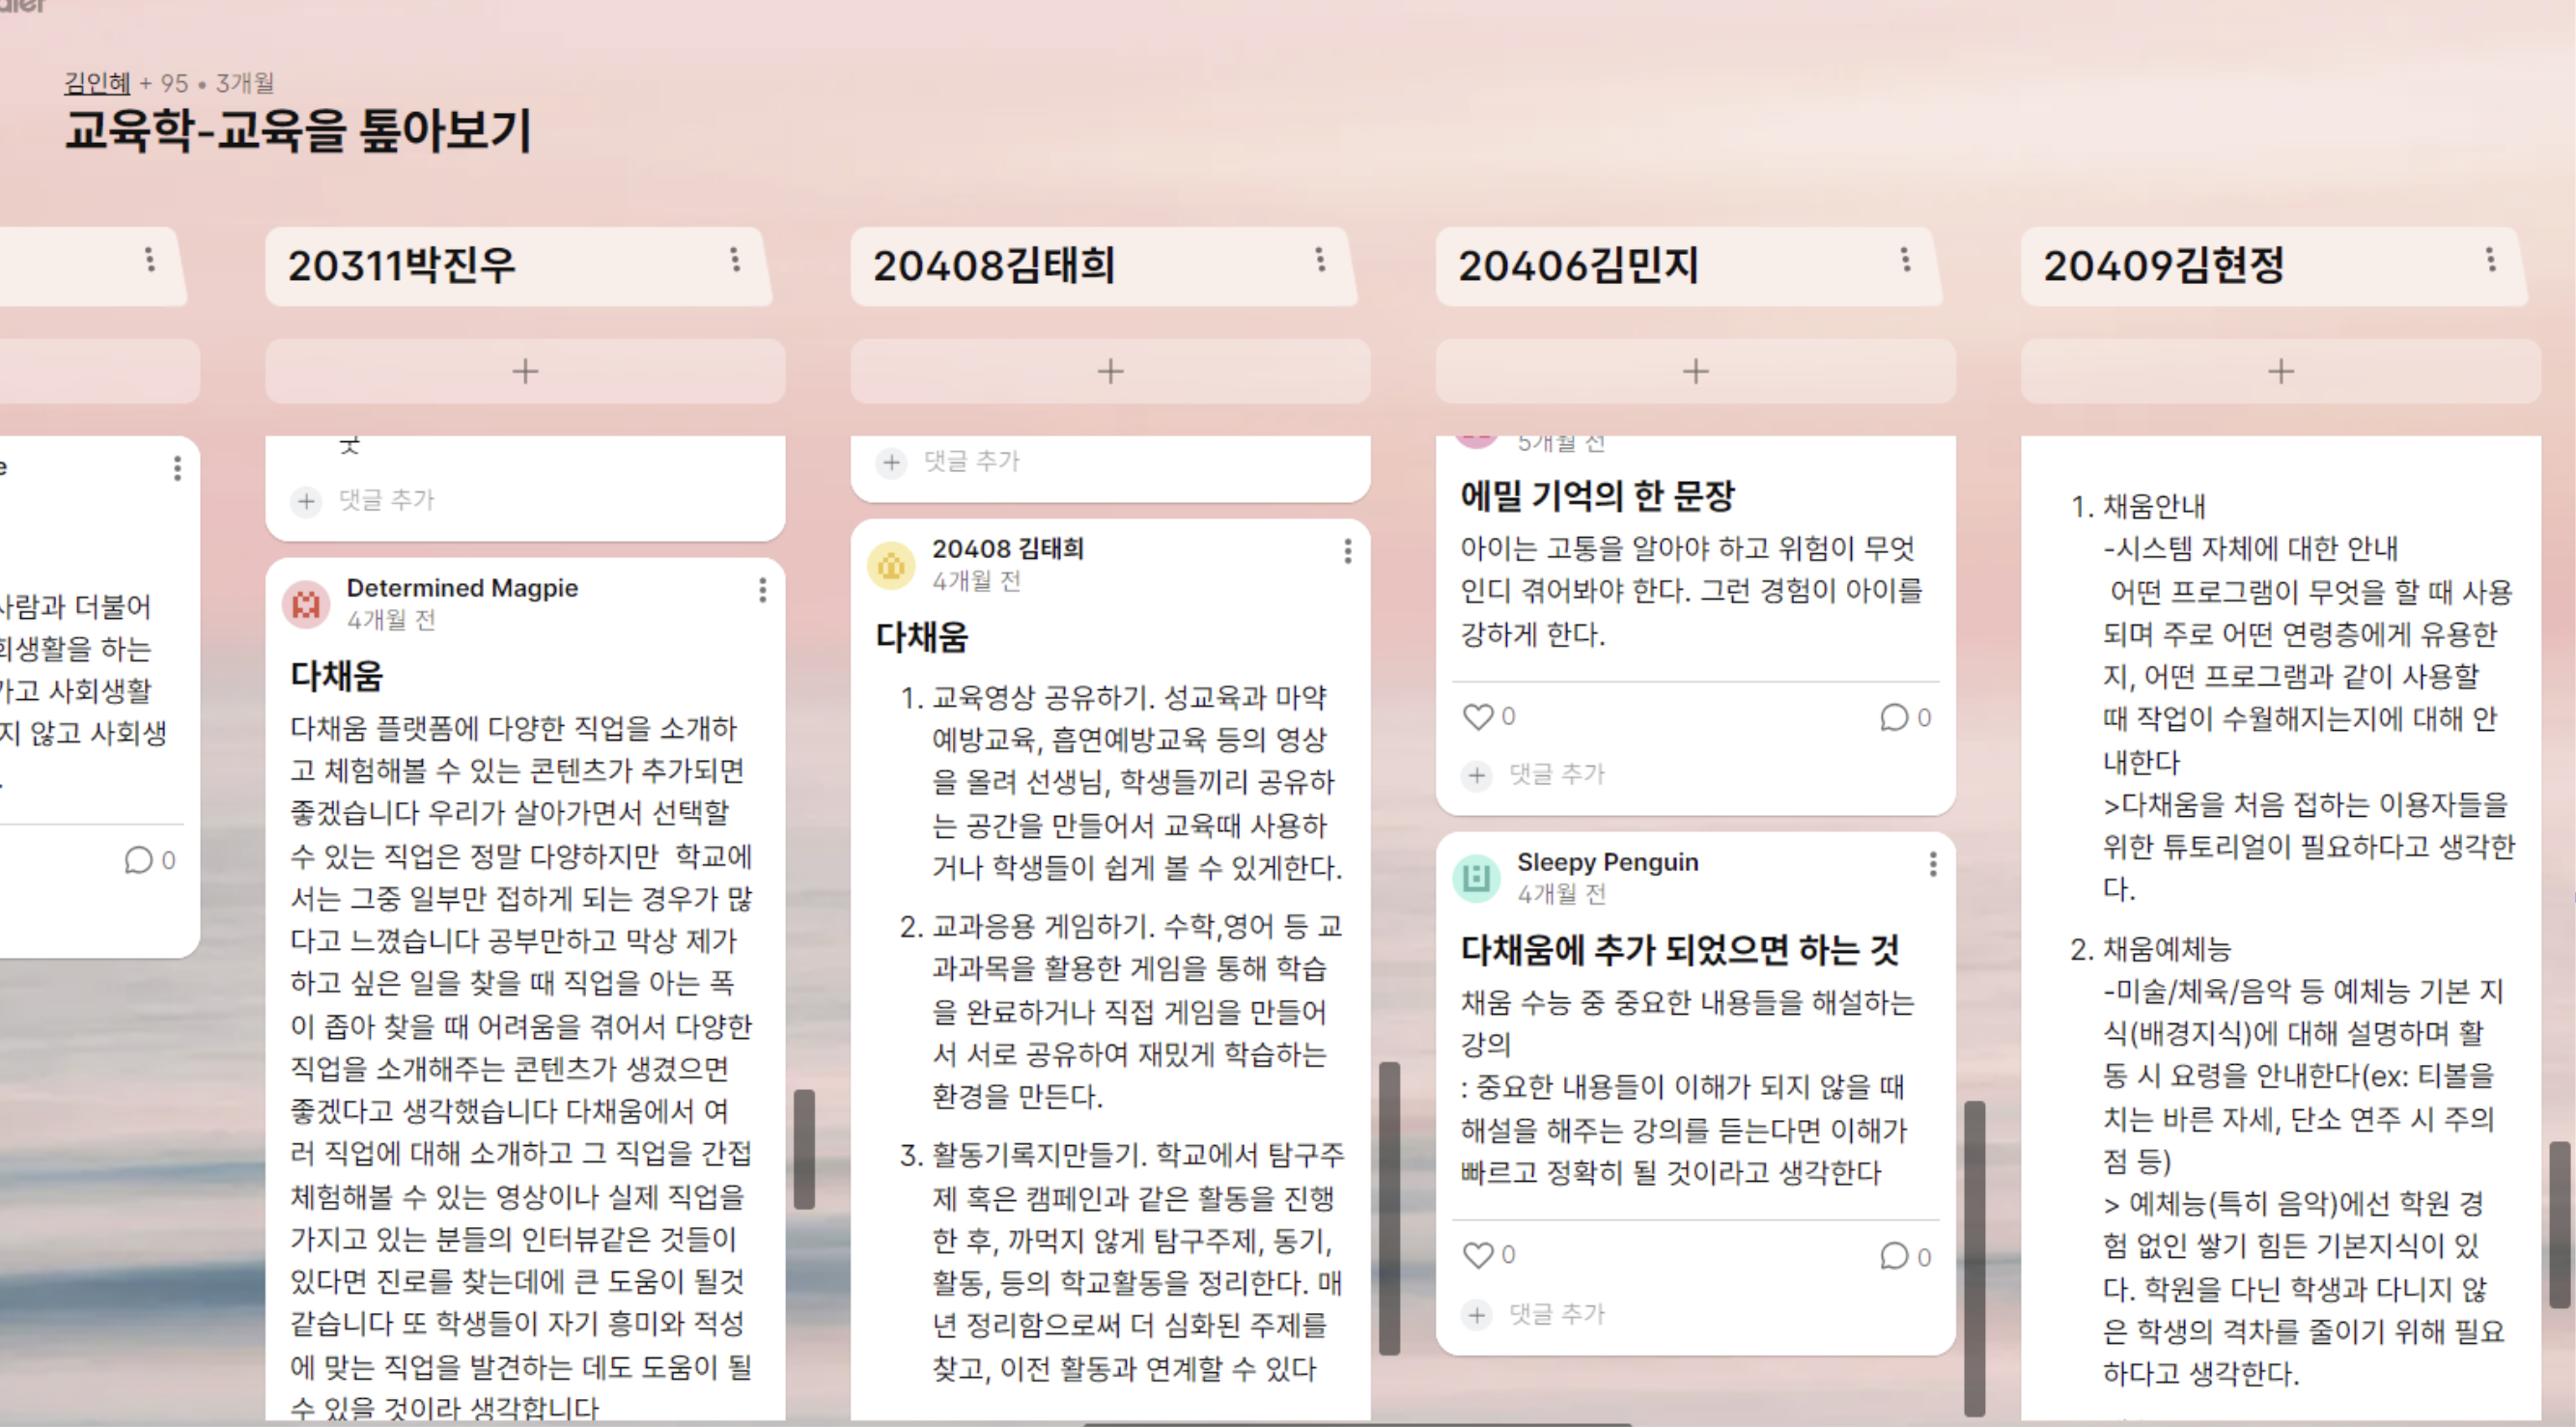 김인혜 + 95 • 3개월
교육학-교육을 톺아보기
사람과 더불어
회생활을 하는
가고 사회생활
지 않고 사회생
0
20311박진우
댓글 추가
Determined Magpie
4개월 전
다채움
다채움 플랫폼에 다양한 직업을 소개하
고 체험해볼 수 있는 콘텐츠가 추가되면
좋겠습니다 우리가 살아가면서 선택할
수 있는 직업은 정말 다양하지만  학교에
서는 그중 일부만 접하게 되는 경우가 많
다고 느꼈습니다 공부만하고 막상 제가
하고 싶은 일을 찾을 때 직업을 아는 폭
이 좁아 찾을 때 어려움을 겪어서 다양한
직업을 소개해주는 콘텐츠가 생겼으면
좋겠다고 생각했습니다 다채움에서 여
러 직업에 대해 소개하고 그 직업을 간접
체험해볼 수 있는 영상이나 실제 직업을
가지고 있는 분들의 인터뷰같은 것들이
있다면 진로를 찾는데에 큰 도움이 될것
같습니다 또 학생들이 자기 흥미와 적성
에 맞는 직업을 발견하는 데도 도움이 될
수 있을 것이라 생각합니다
20408김태희
댓글 추가
20408 김태희
4개월 전
다채움
1. 교육영상 공유하기. 성교육과 마약
예방교육, 흡연예방교육 등의 영상
을 올려 선생님, 학생들끼리 공유하
는 공간을 만들어서 교육때 사용하
거나 학생들이 쉽게 볼 수 있게한다.
2. 교과응용 게임하기. 수학,영어 등 교
과과목을 활용한 게임을 통해 학습
을 완료하거나 직접 게임을 만들어
서 서로 공유하여 재밌게 학습하는
환경을 만든다.
3. 활동기록지만들기. 학교에서 탐구주
제 혹은 캠페인과 같은 활동을 진행
한 후, 까먹지 않게 탐구주제, 동기,
활동, 등의 학교활동을 정리한다. 매
년 정리함으로써 더 심화된 주제를
찾고, 이전 활동과 연계할 수 있다
20406김민지
5개월 전
에밀 기억의 한 문장
아이는 고통을 알아야 하고 위험이 무엇
인디 겪어봐야 한다. 그런 경험이 아이를
강하게 한다.
0
0
댓글 추가
Sleepy Penguin
4개월 전
다채움에 추가 되었으면 하는 것
채움 수능 중 중요한 내용들을 해설하는
강의
: 중요한 내용들이 이해가 되지 않을 때
해설을 해주는 강의를 듣는다면 이해가
빠르고 정확히 될 것이라고 생각한다
0
0
댓글 추가
20409김현정
1. 채움안내
-시스템 자체에 대한 안내
어떤 프로그램이 무엇을 할 때 사용
되며 주로 어떤 연령층에게 유용한
지, 어떤 프로그램과 같이 사용할
때 작업이 수월해지는지에 대해 안
내한다
>다채움을 처음 접하는 이용자들을
위한 튜토리얼이 필요하다고 생각한
다.
2. 채움예체능
-미술/체육/음악 등 예체능 기본 지
식(배경지식)에 대해 설명하며 활
동 시 요령을 안내한다(ex: 티볼을
치는 바른 자세, 단소 연주 시 주의
점 등)
> 예체능(특히 음악)에선 학원 경
험 없인 쌓기 힘든 기본지식이 있
다. 학원을 다닌 학생과 다니지 않
은 학생의 격차를 줄이기 위해 필요
하다고 생각한다.